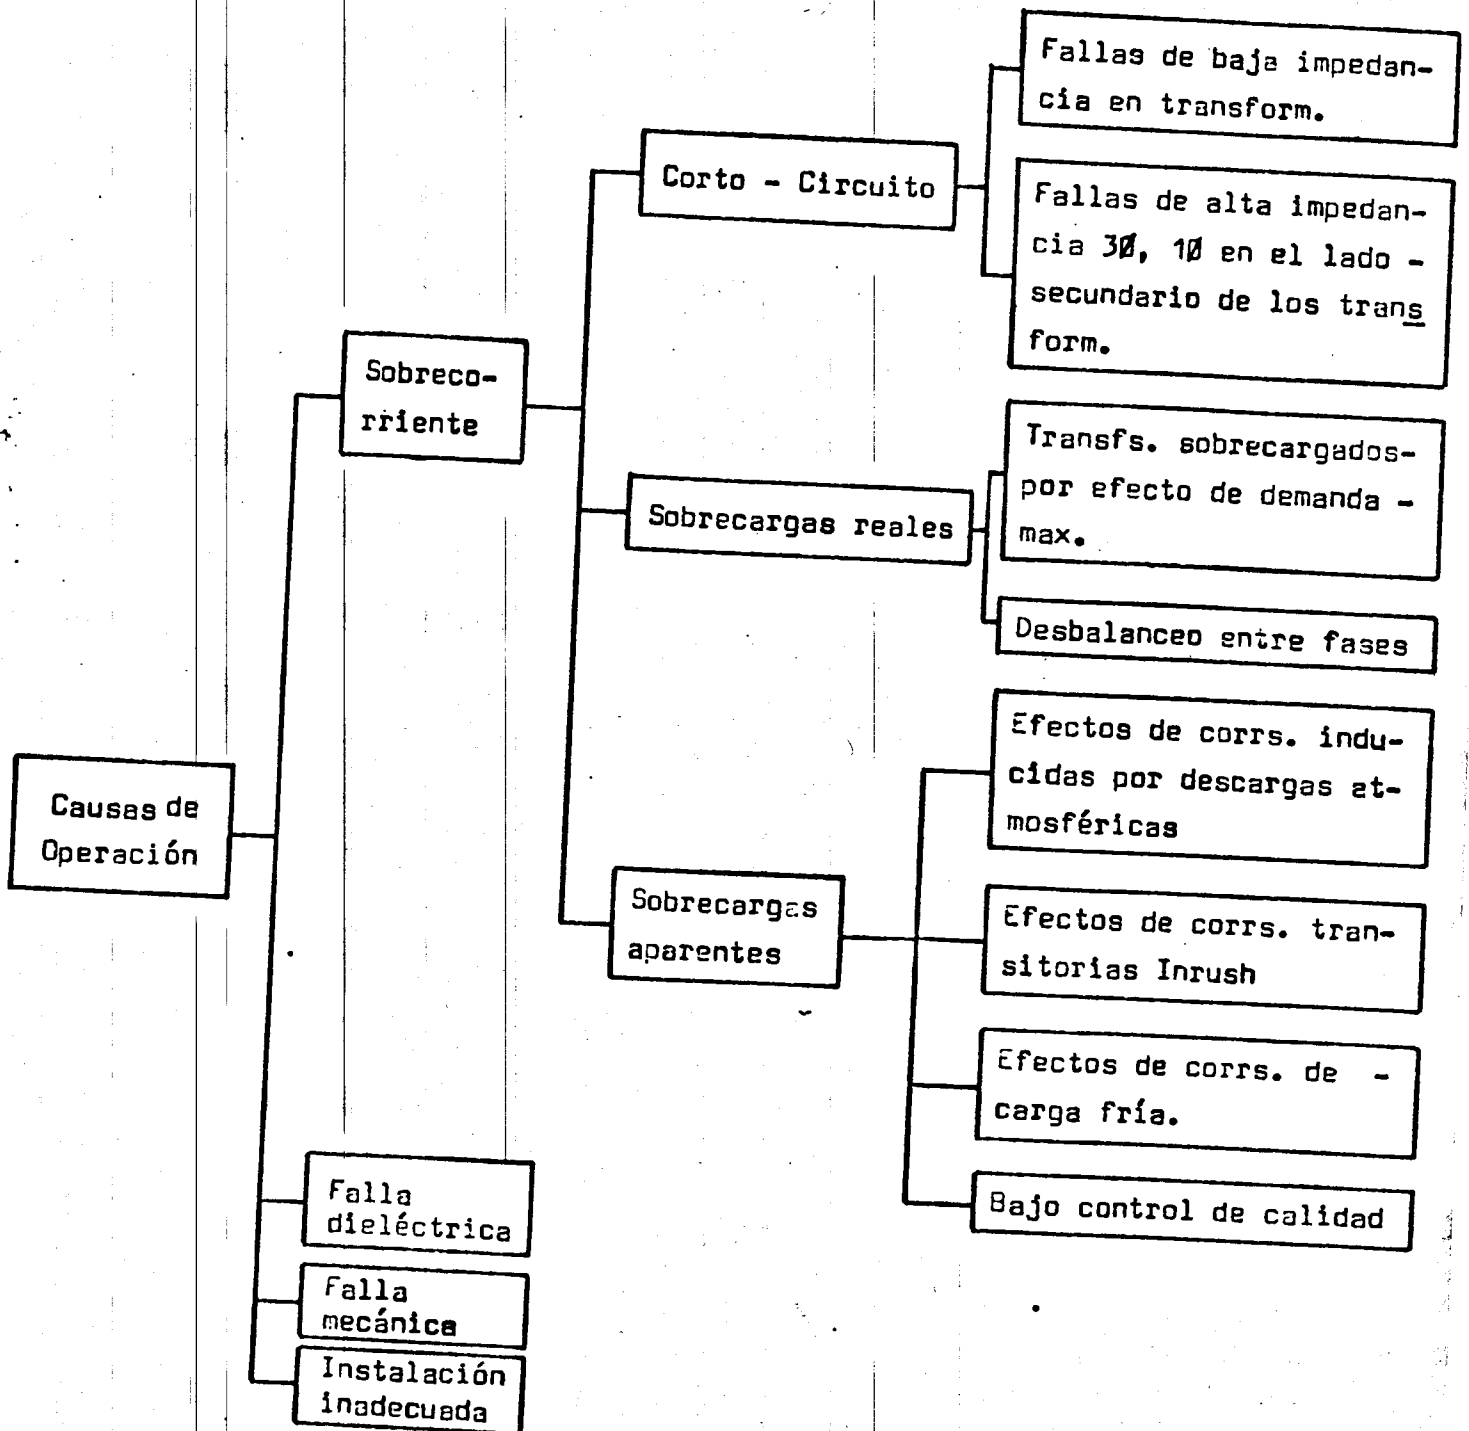 Fallas de baja impedan-
cia en transform.
Corto - Circuito
Fallas de alta impedan-
cia 3Ø, 1Ø en el lado -
secundario de los trans
form.
Sobreco-
rriente
Transfs. sobrecargados-
por efecto de demanda -
max.
Sobrecargas reales
Desbalanceo entre fases
Efectos de corrs. indu-
cidas por descargas at-
mosféricas
Causas de
Operación
Sobrecargas
aparentes
Efectos de corrs. tran-
sitorias Inrush
Efectos de corrs. de -
carga fría.
Bajo control de calidad
Falla
dieléctrica
Falla
mecánica
Instalación
inadecuada